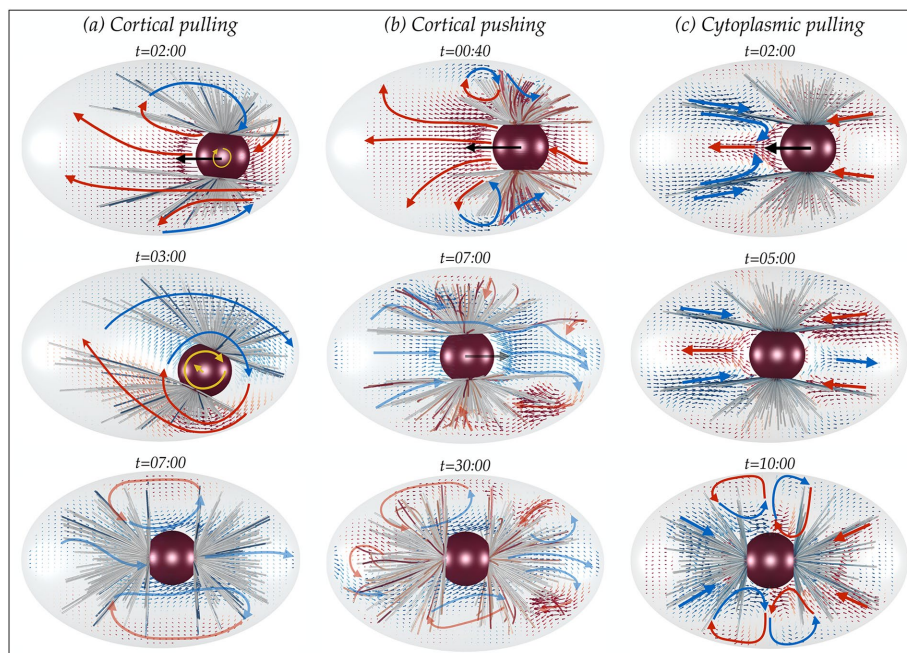 (a) Cortical pulling
(b) Cortical pushing
(c) Cytoplasmic pulling
t=02:00
t=00:40
t=02:00
t=03:00
t=07:00
t=05:00
t=07:00
t=30:00
t=10:00